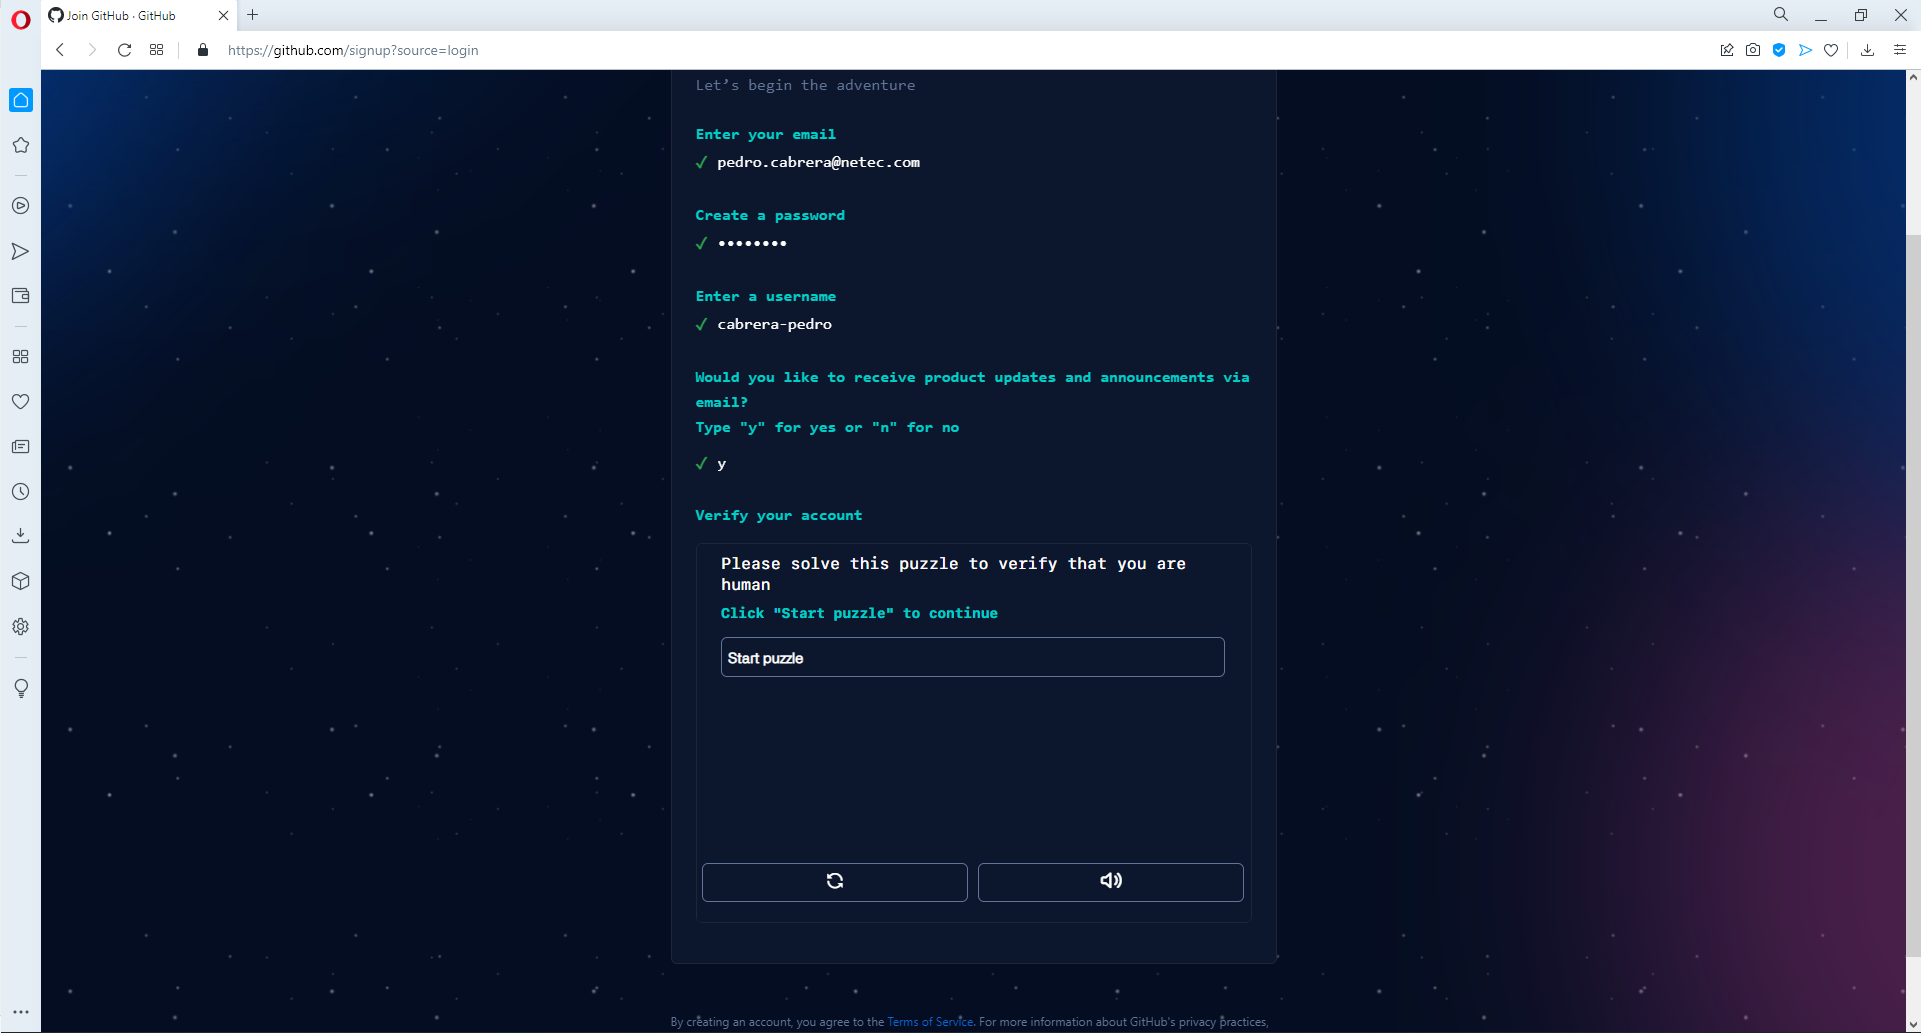 Join GitHub · GitHub
https://github.com/signup?source=login
Let’s begin the adventure
Enter your email
✓ pedro.cabrera@netec.com
Create a password
✓ ••••••••
Enter a username
✓ cabrera-pedro
Would you like to receive product updates and announcements via
email?
Type "y" for yes or "n" for no
✓ y
Verify your account
Please solve this puzzle to verify that you are
human
Click "Start puzzle" to continue
Start puzzle
By creating an account, you agree to the Terms of Service. For more information about GitHub's privacy practices,